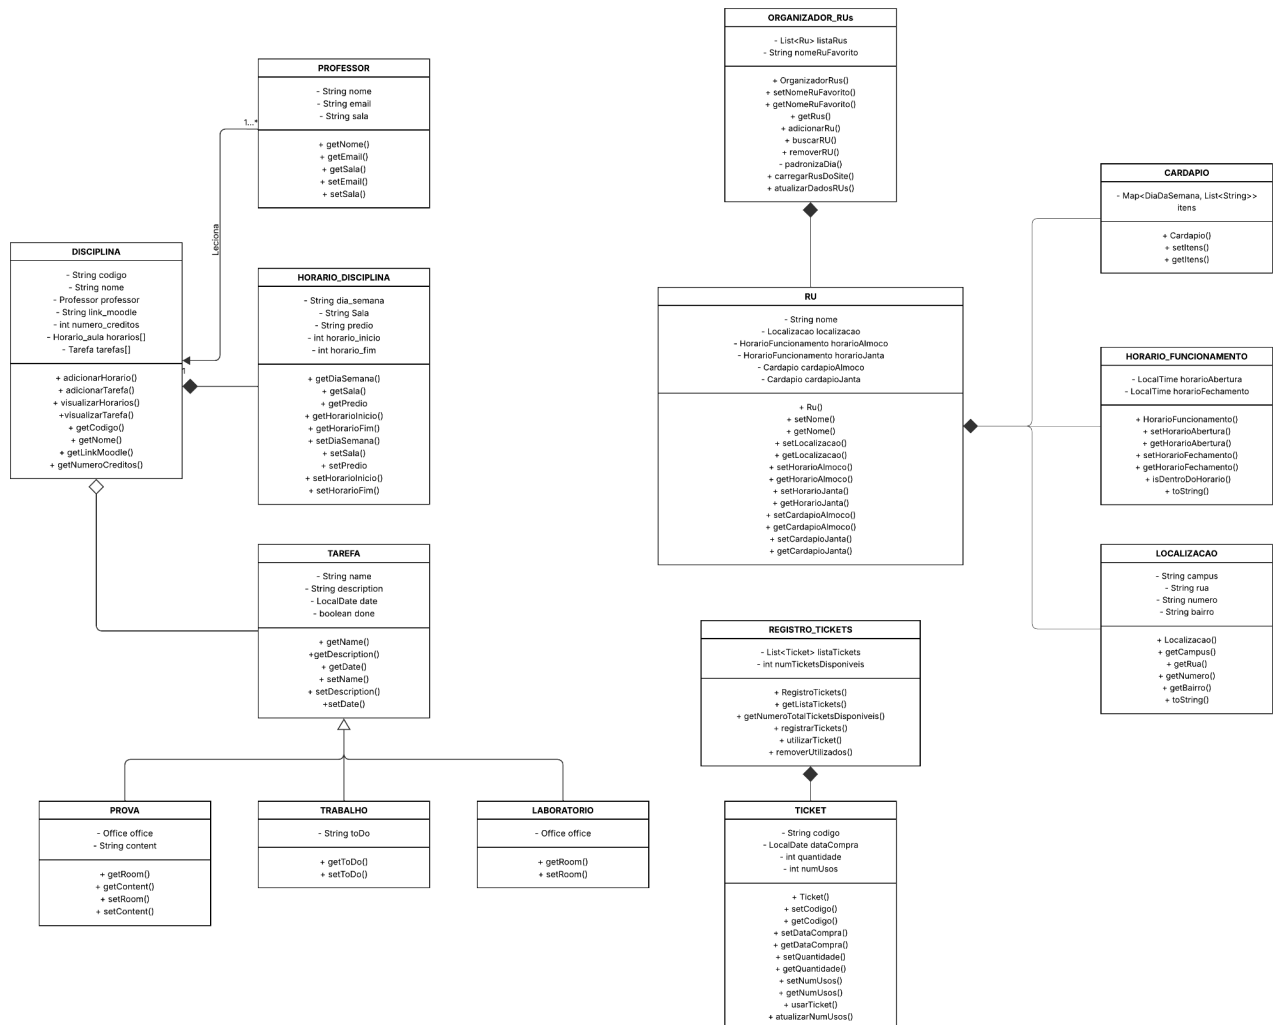 ORGANIZADOR_RUs
- List<Ru> listaRus
- String nomeRuFavorito
+ OrganizadorRus()
+ setNomeRuFavorito()
+ getNomeRuFavorito()
+ getRus()
+ adicionarRu()
+ buscarRU()
+ removerRU()
- padronizaDia()
+ carregarRusDoSite()
+ atualizarDadosRUs()
PROFESSOR
- String nome
- String email
- String sala
+ getNome()
+ getEmail()
+ getSala()
+ setEmail()
+ setSala()
1...*
Leciona
1
DISCIPLINA
- String codigo
- String nome
- Professor professor
- String link_moodle
- int numero_creditos
- Horario_aula horarios[]
- Tarefa tarefas[]
+ adicionarHorario()
+ adicionarTarefa()
+ visualizarHorarios()
+visualizarTarefa()
+ getCodigo()
+ getNome()
+ getLinkMoodle()
+ getNumeroCreditos()
HORARIO_DISCIPLINA
- String dia_semana
- String Sala
- String predio
- int horario_inicio
- int horario_fim
+ getDiaSemana()
+ getSala()
+ getPredio
+ getHorarioInicio()
+ getHorarioFim()
+ setDiaSemana()
+ setSala()
+ setPredio
+ setHorarioInicio()
+ setHorarioFim()
TAREFA
- String name
- String description
- LocalDate date
- boolean done
+ getName()
+getDescription()
+ getDate()
+ setName()
+ setDescription()
+setDate()
PROVA
- Office office
- String content
+ getRoom()
+ getContent()
+ setRoom()
+ setContent()
TRABALHO
- String toDo
+ getToDo()
+ setToDo()
LABORATORIO
- Office office
+ getRoom()
+ setRoom()
RU
- String nome
- Localizacao localizacao
- HorarioFuncionamento horarioAlmoco
- HorarioFuncionamento horarioJanta
- Cardapio cardapioAlmoco
- Cardapio cardapioJanta
+ Ru()
+ setNome()
+ getNome()
+ setLocalizacao()
+ getLocalizacao()
+ setHorarioAlmoco()
+ getHorarioAlmoco()
+ setHorarioJanta()
+ getHorarioJanta()
+ setCardapioAlmoco()
+ getCardapioAlmoco()
+ setCardapioJanta()
+ getCardapioJanta()
CARDAPIO
- Map<DiaDaSemana, List<String>>
itens
+ Cardapio()
+ setItens()
+ getItens()
HORARIO_FUNCIONAMENTO
- LocalTime horarioAbertura
- LocalTime horarioFechamento
+ HorarioFuncionamento()
+ setHorarioAbertura()
+ getHorarioAbertura()
+ setHorarioFechamento()
+ getHorarioFechamento()
+ isDentroDoHorario()
+ toString()
LOCALIZACAO
- String campus
- String rua
- String numero
- String bairro
+ Localizacao()
+ getCampus()
+ getRua()
+ getNumero()
+ getBairro()
+ toString()
REGISTRO_TICKETS
- List<Ticket> listaTickets
- int numTicketsDisponiveis
+ RegistroTickets()
+ getListaTickets()
+ getNumeroTotalTicketsDisponiveis()
+ registrarTickets()
+ utilizarTicket()
+ removerUtilizados()
TICKET
- String codigo
- LocalDate dataCompra
- int quantidade
- int numUsos
+ Ticket()
+ setCodigo()
+ getCodigo()
+ setDataCompra()
+ getDataCompra()
+ setQuantidade()
+ getQuantidade()
+ setNumUsos()
+ getNumUsos()
+ usarTicket()
+ atualizarNumUsos()